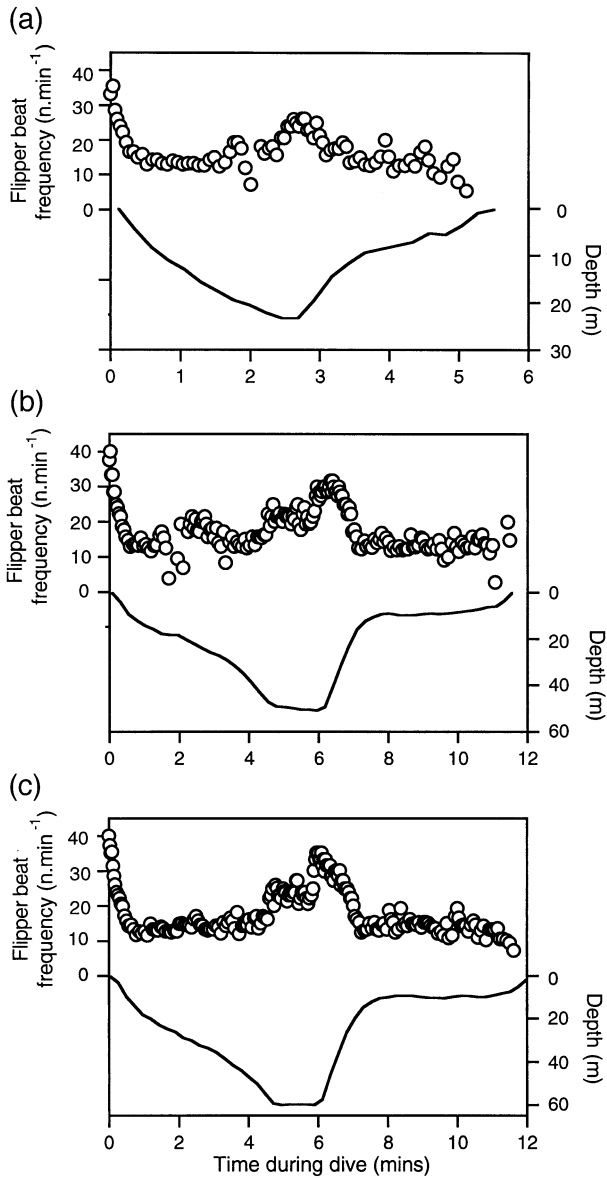 (a)
Flipper beat
frequency (n.min⁻¹)
40
30
20
10
0
0
10
20
30
Depth (m)
0 1 2 3 4 5 6
(b)
Flipper beat
frequency (n.min⁻¹)
40
30
20
10
0
0
20
40
60
Depth (m)
0 2 4 6 8 10 12
(c)
Flipper beat
frequency (n.min⁻¹)
40
30
20
10
0
0
20
40
60
Depth (m)
0 2 4 6 8 10 12
Time during dive (mins)